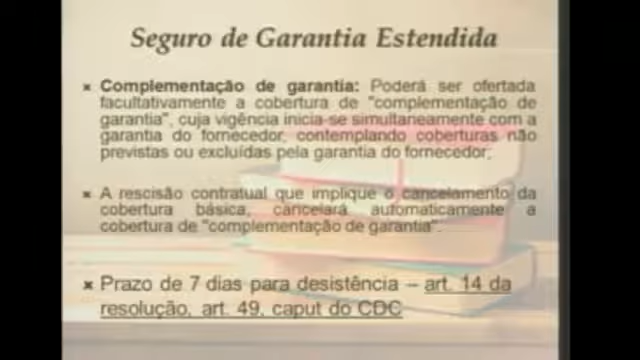 Seguro de Garantia Estendida
Complementação de garantia: Poderá ser ofertada
facultativamente a cobertura de "complementação de
garantia", cuja vigência inicia-se simultaneamente com a
garantia do fornecedor, contemplando coberturas não
previstas ou excluídas pela garantia do fornecedor;
A rescisão contratual que implique o cancelamento da
cobertura básica, cancelará automaticamente a
cobertura de "complementação de garantia".
Prazo de 7 dias para desistência – art. 14 da
resolução, art. 49, caput do CDC